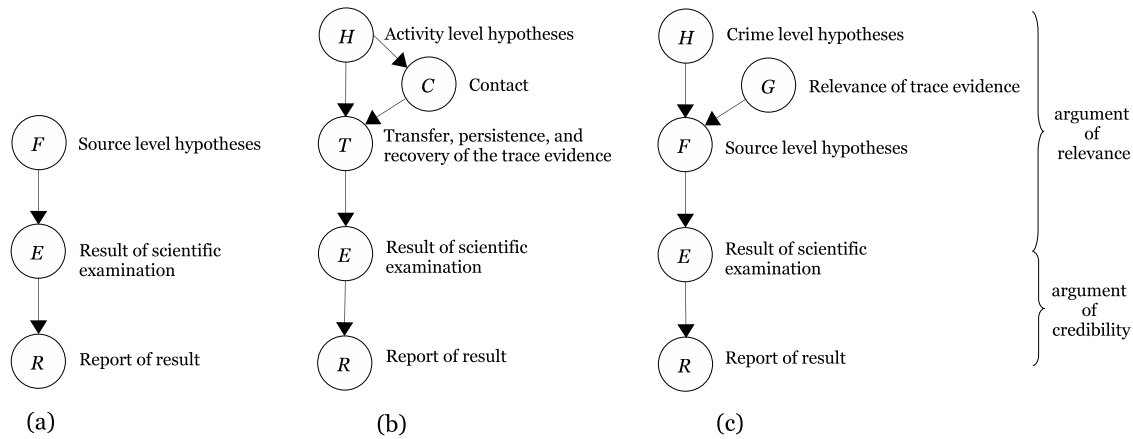 F
Source level hypotheses
E
Result of scientific
examination
R
Report of result
(a)
H
Activity level hypotheses
C
Contact
T
Transfer, persistence, and
recovery of the trace evidence
E
Result of scientific
examination
R
Report of result
(b)
H
Crime level hypotheses
G
Relevance of trace evidence
F
Source level hypotheses
E
Result of scientific
examination
R
Report of result
(c)
argument
of
relevance
argument
of
credibility